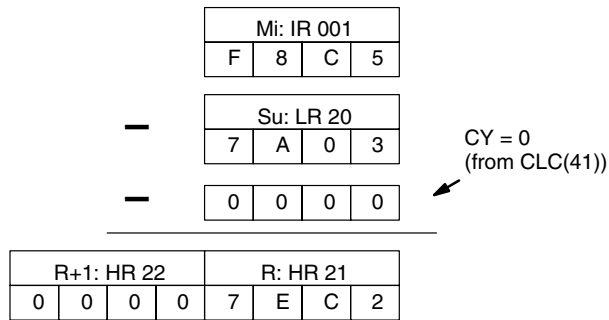 Mi: IR 001
F 8 C 5
Su: LR 20
7 A 0 3
CY = 0
(from CLC(41))
– 
– 0 0 0 0
R+1: HR 22 R: HR 21
0 0 0 0 7 E C 2